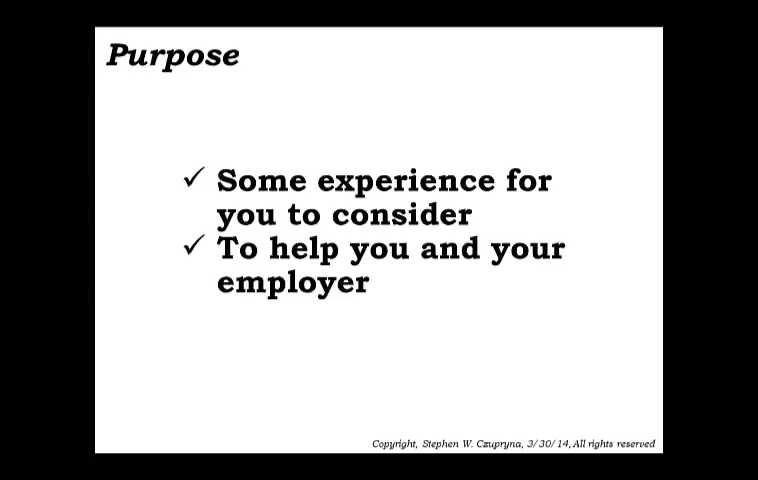 Purpose
✓ Some experience for
you to consider
✓ To help you and your
employer
Copyright, Stephen W. Czupryna, 3/30/14, All rights reserved